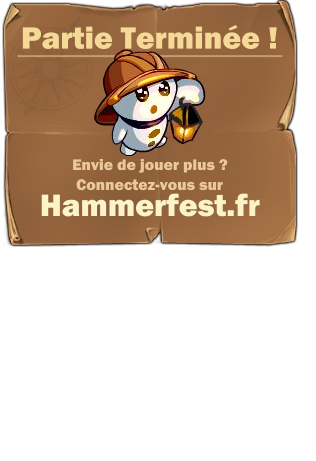 Partie Terminée !
Envie de jouer plus ?
Connectez-vous sur
Hammerfest.fr